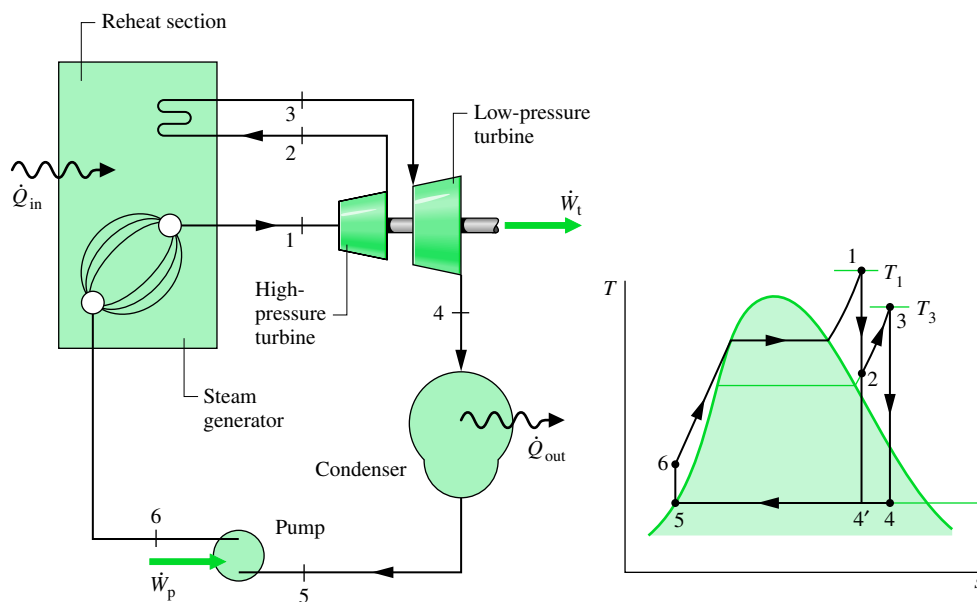 Reheat section
3
2
Low-pressure
turbine
Q̇in
1
Ẇt
High-
pressure
turbine
4
Steam
generator
Condenser
Q̇out
6
Pump
Ẇp
5
T
1
T1
3
T3
2
6
5
4′
4
s